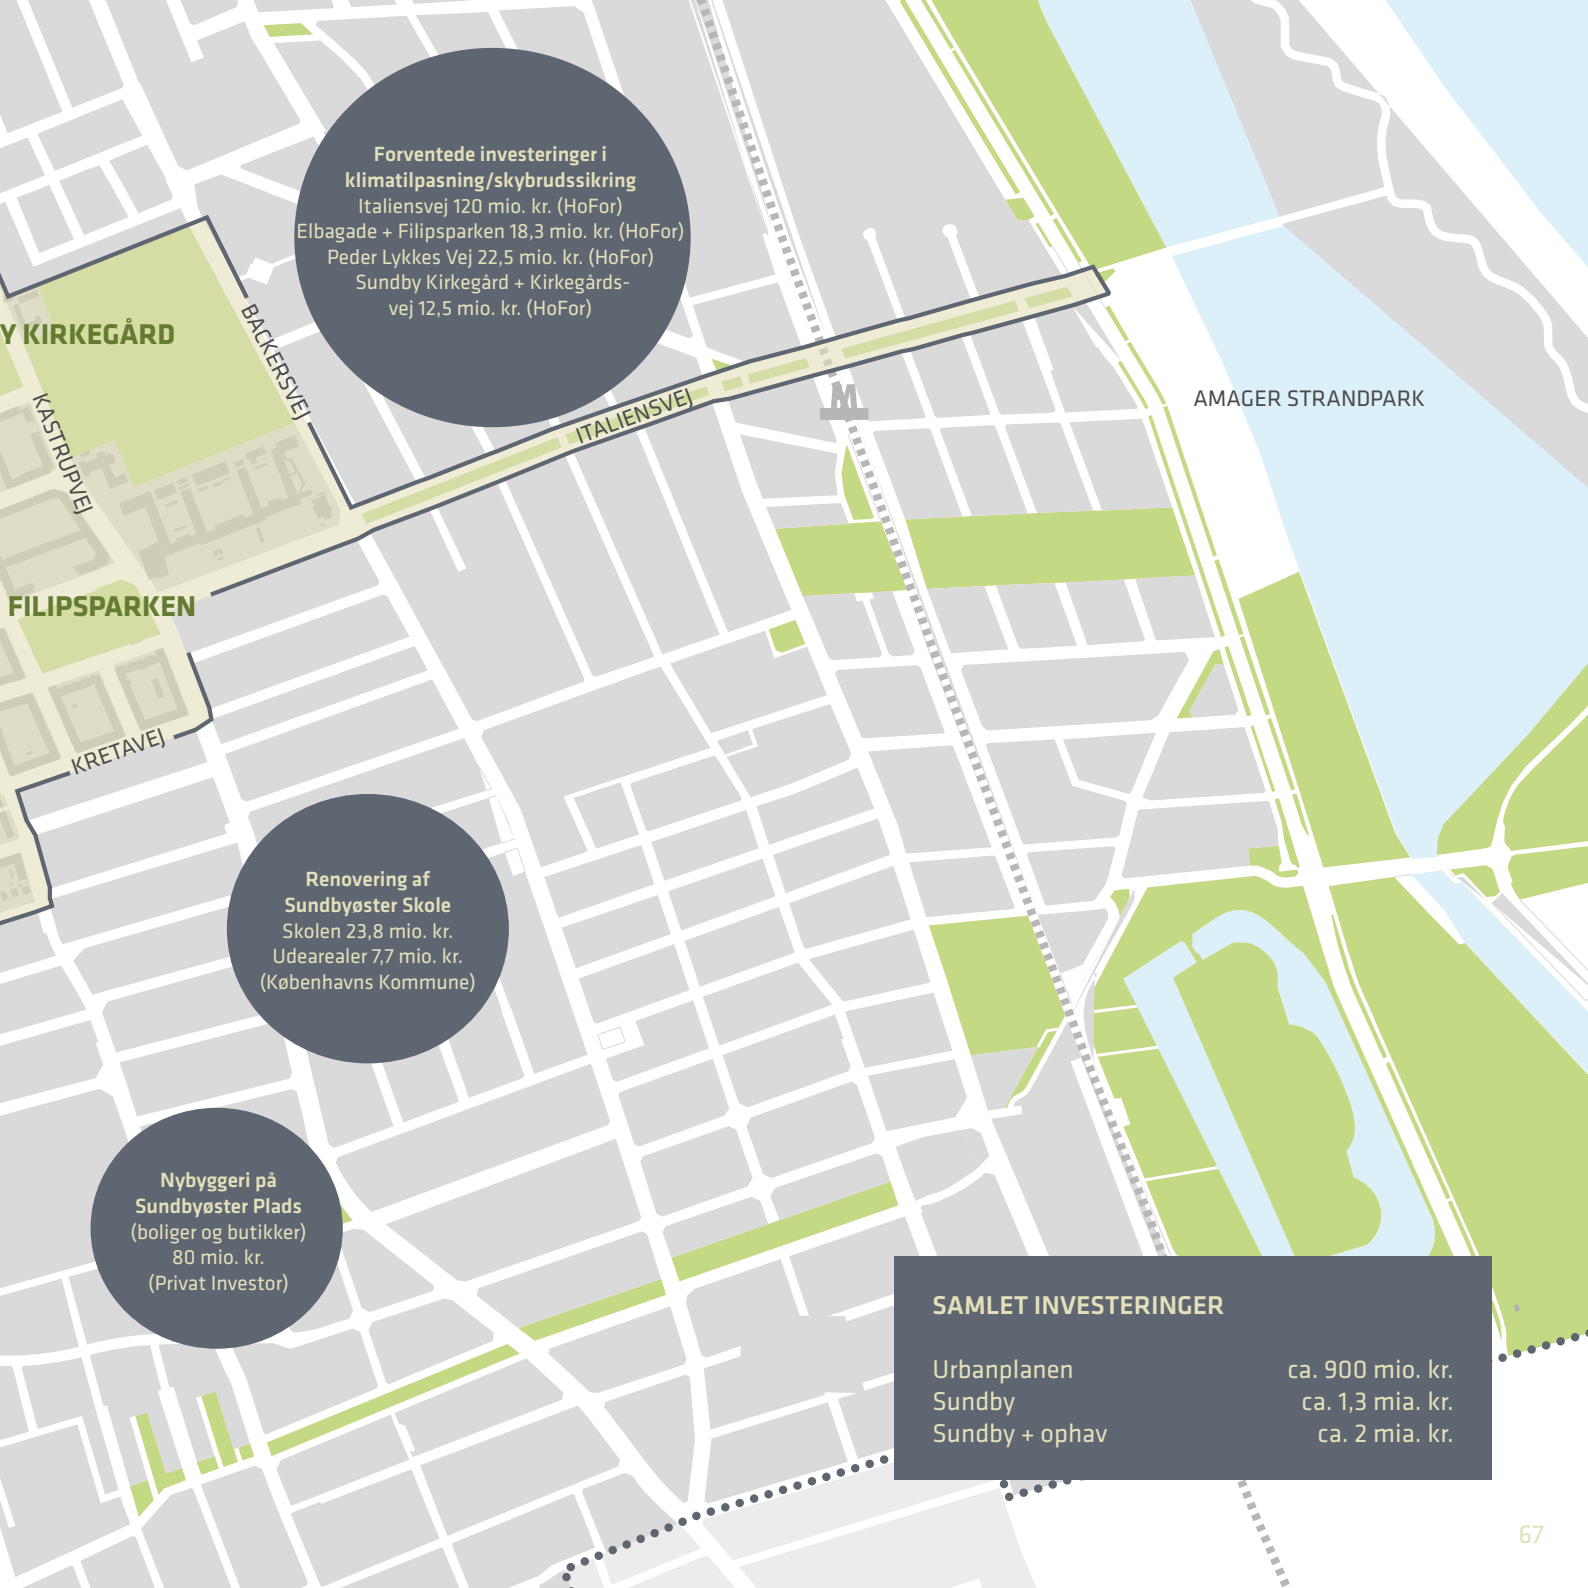 Forventede investeringer i
klimatilpasning/skybrudssikring
Italiensvej 120 mio. kr. (HoFor)
Elbagade + Filipsparken 18,3 mio. kr. (HoFor)
Peder Lykkes Vej 22,5 mio. kr. (HoFor)
Sundby Kirkegård + Kirkegårds-
vej 12,5 mio. kr. (HoFor)
Y KIRKEGÅRD
BACKERSVEJ
KASTRUPVEJ
ITALIENSVEJ
M
AMAGER STRANDPARK
FILIPSPARKEN
KRETAVEJ
Renovering af
Sundbyøster Skole
Skolen 23,8 mio. kr.
Udearealer 7,7 mio. kr.
(Københavns Kommune)
Nybyggeri på
Sundbyøster Plads
(boliger og butikker)
80 mio. kr.
(Privat Investor)
SAMLET INVESTERINGER
Urbanplanen ca. 900 mio. kr.
Sundby ca. 1,3 mia. kr.
Sundby + ophav ca. 2 mia. kr.
67